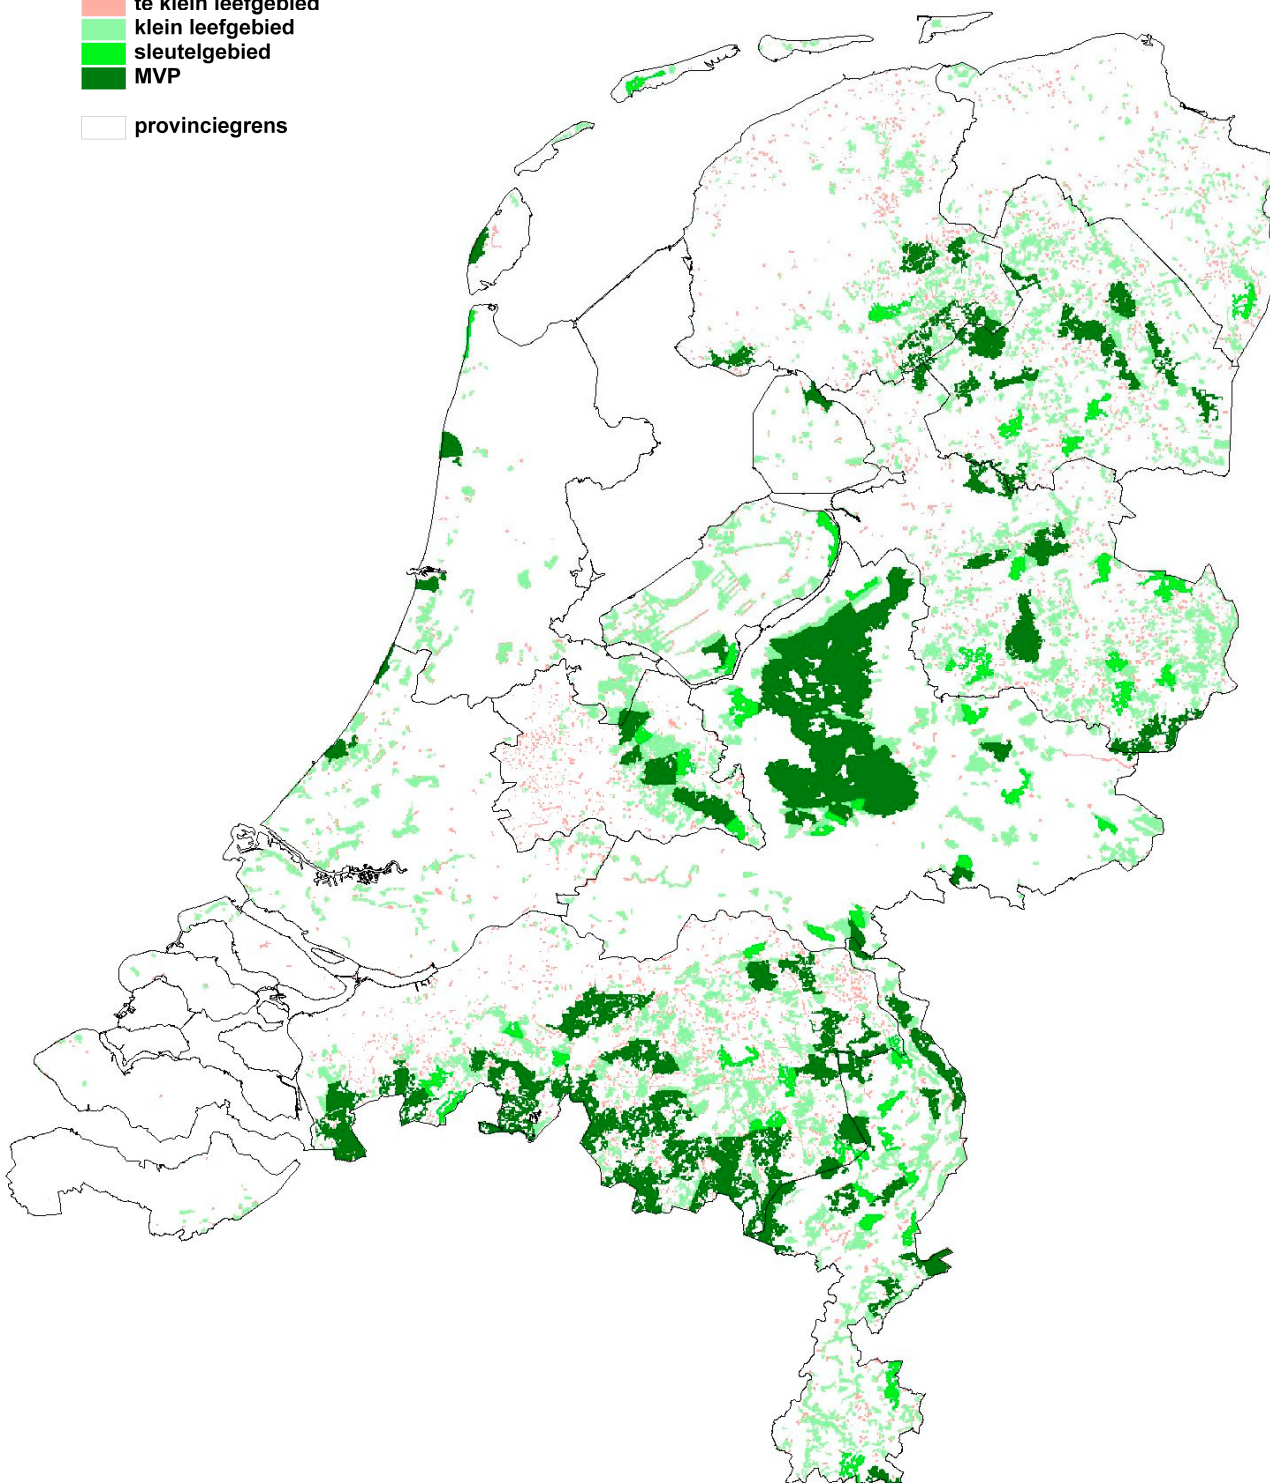 te klein leefgebied
klein leefgebied
sleutelgebied
MVP
provinciegrens